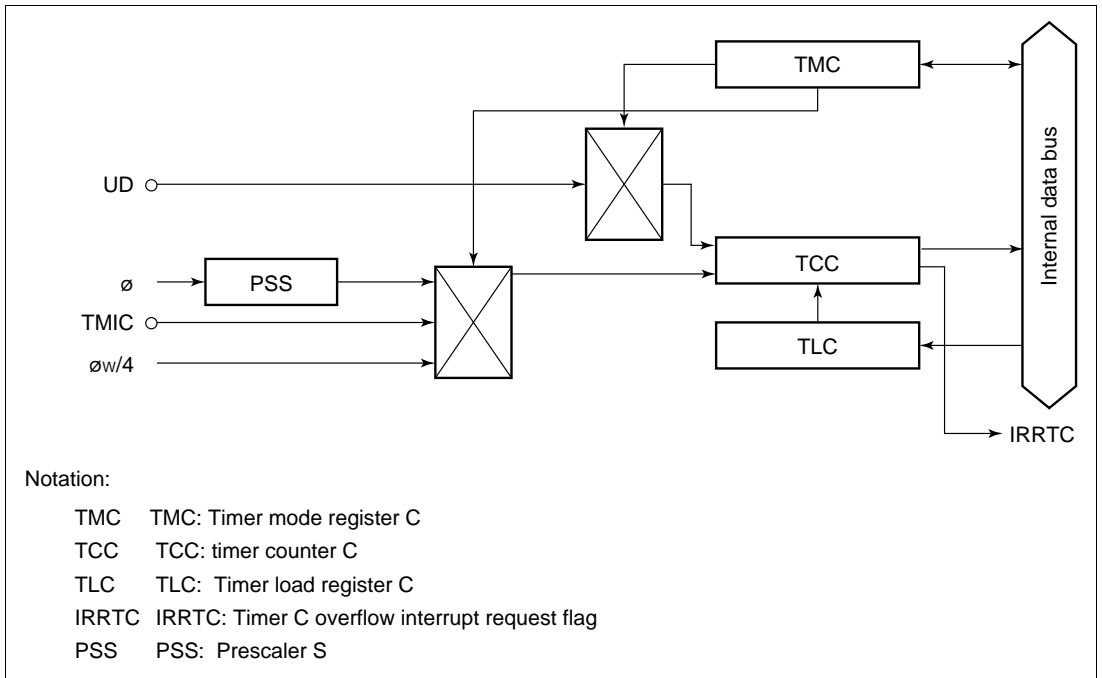 TMC
Internal data bus
UD
TCC
ø
PSS
TMIC
TLC
øw/4
IRRTC
Notation:
TMC TMC: Timer mode register C
TCC TCC: timer counter C
TLC TLC: Timer load register C
IRRTC IRRTC: Timer C overflow interrupt request flag
PSS PSS: Prescaler S